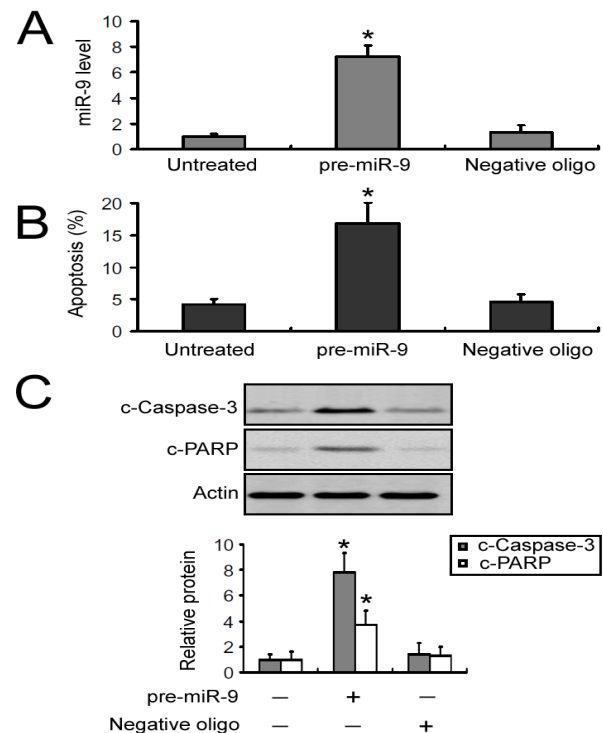 A
miR-9 level
10
8
6
4
2
0
*
Untreated pre-miR-9 Negative oligo
B
Apoptosis (%)
20
15
10
5
0
*
Untreated pre-miR-9 Negative oligo
C
c-Caspase-3
c-PARP
Actin
Relative protein
10
8
6
4
2
0
*
*
c-Caspase-3
c-PARP
pre-miR-9 — + —
Negative oligo — — +